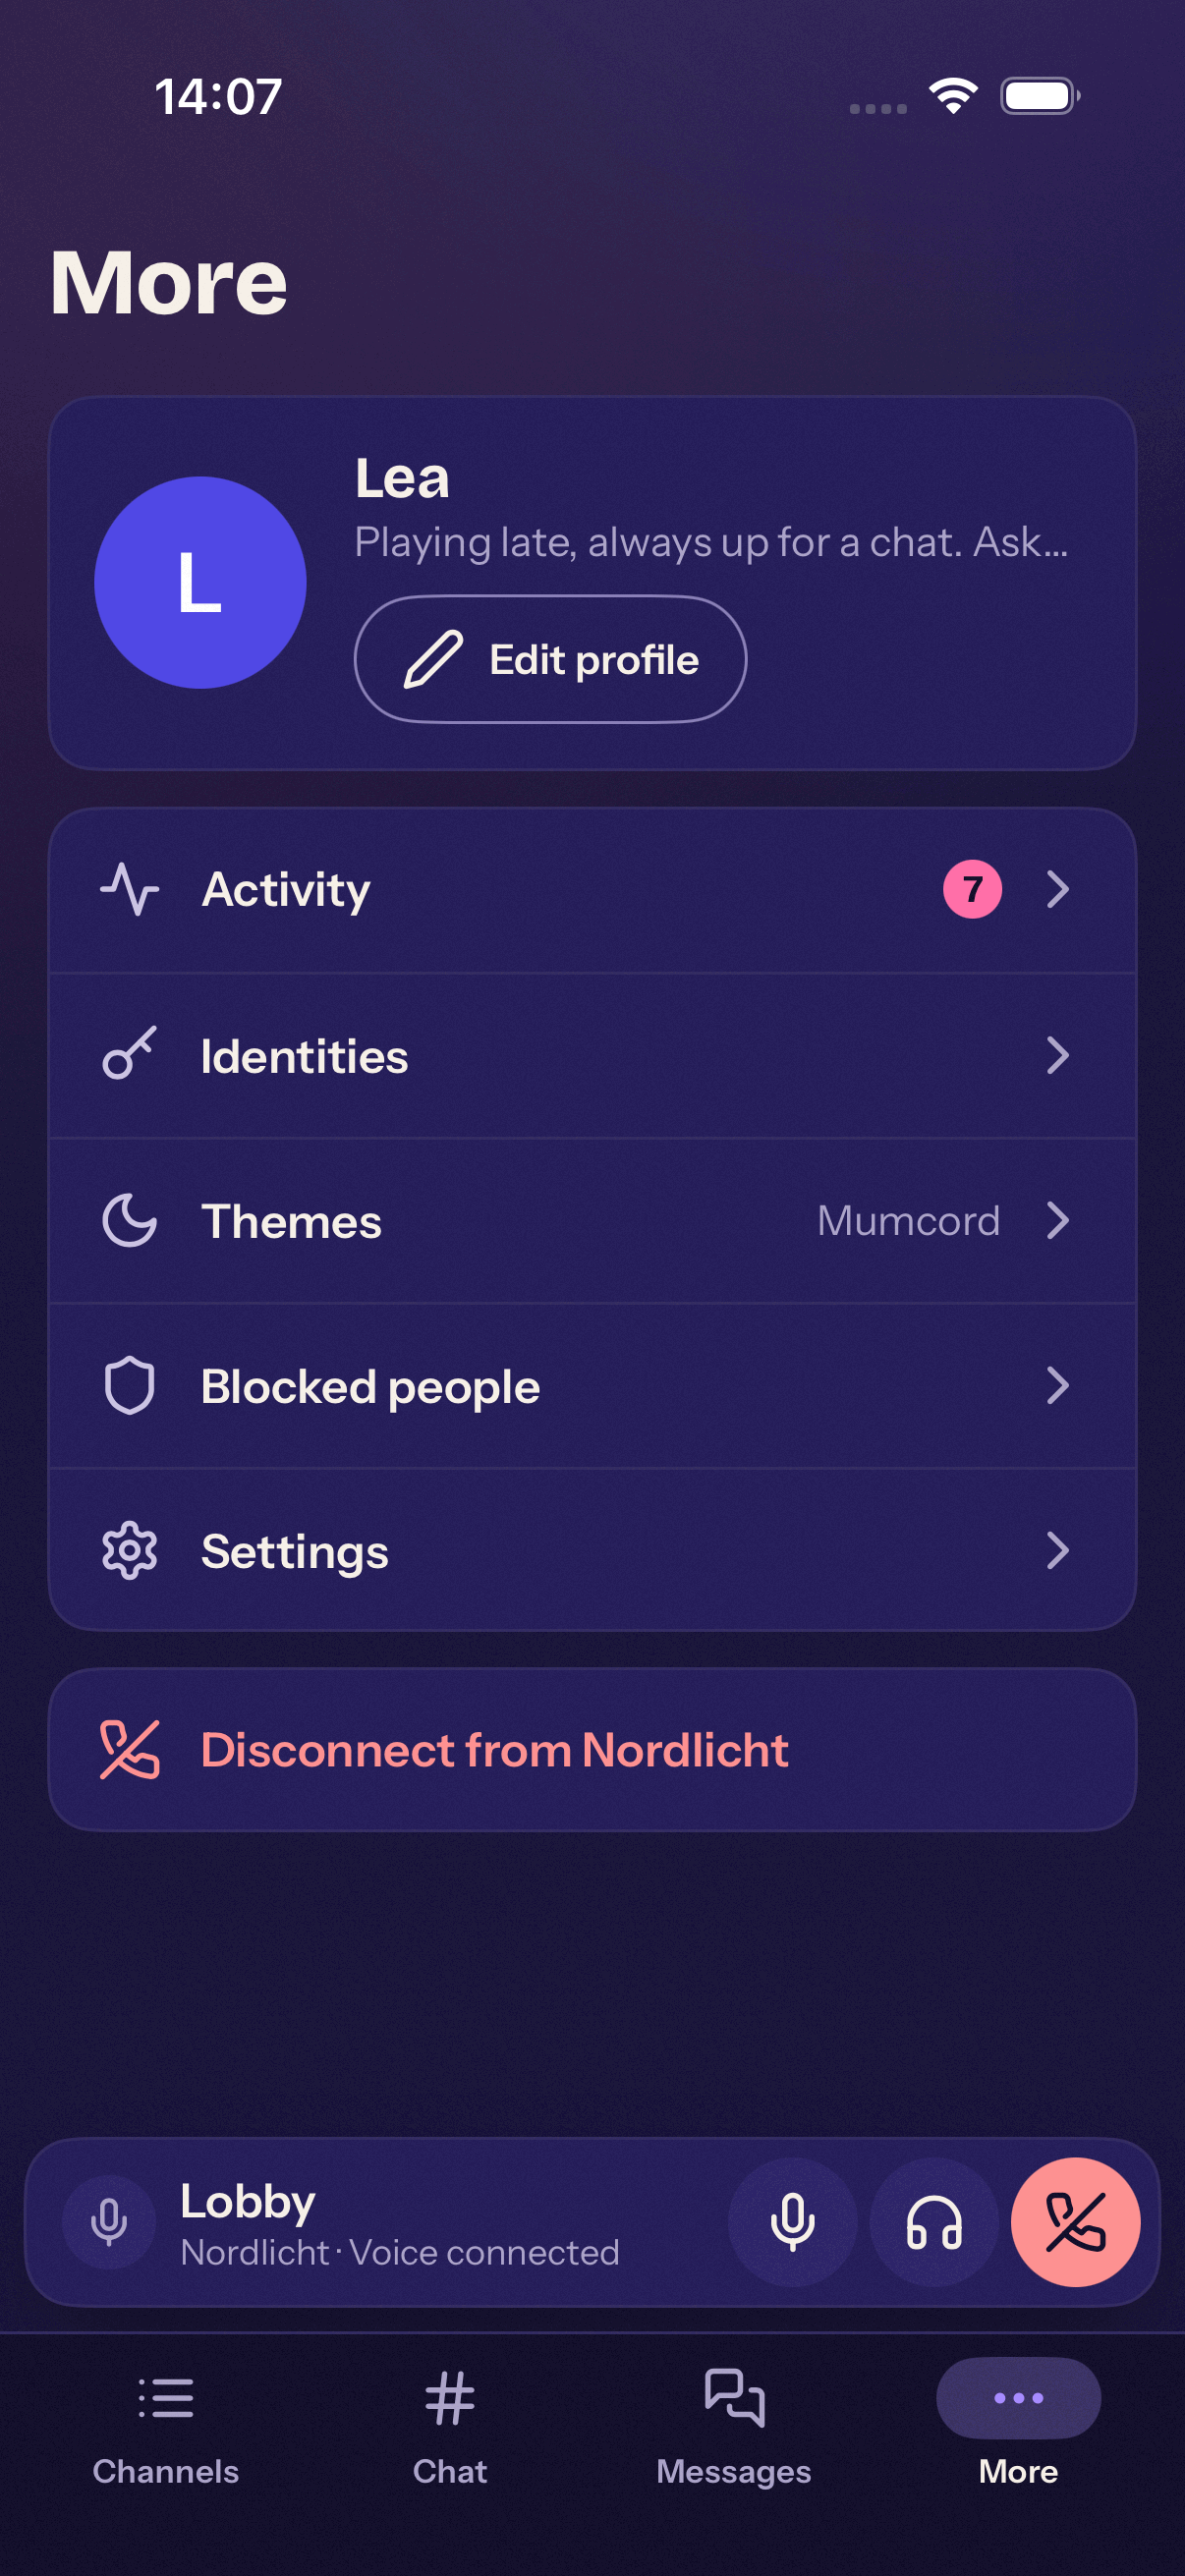 14:07
More
L
Lea
Playing late, always up for a chat. Ask...
Edit profile
Activity
7
Identities
Themes
Mumcord
Blocked people
Settings
Disconnect from Nordlicht
Lobby
Nordlicht · Voice connected
Channels
Chat
Messages
More